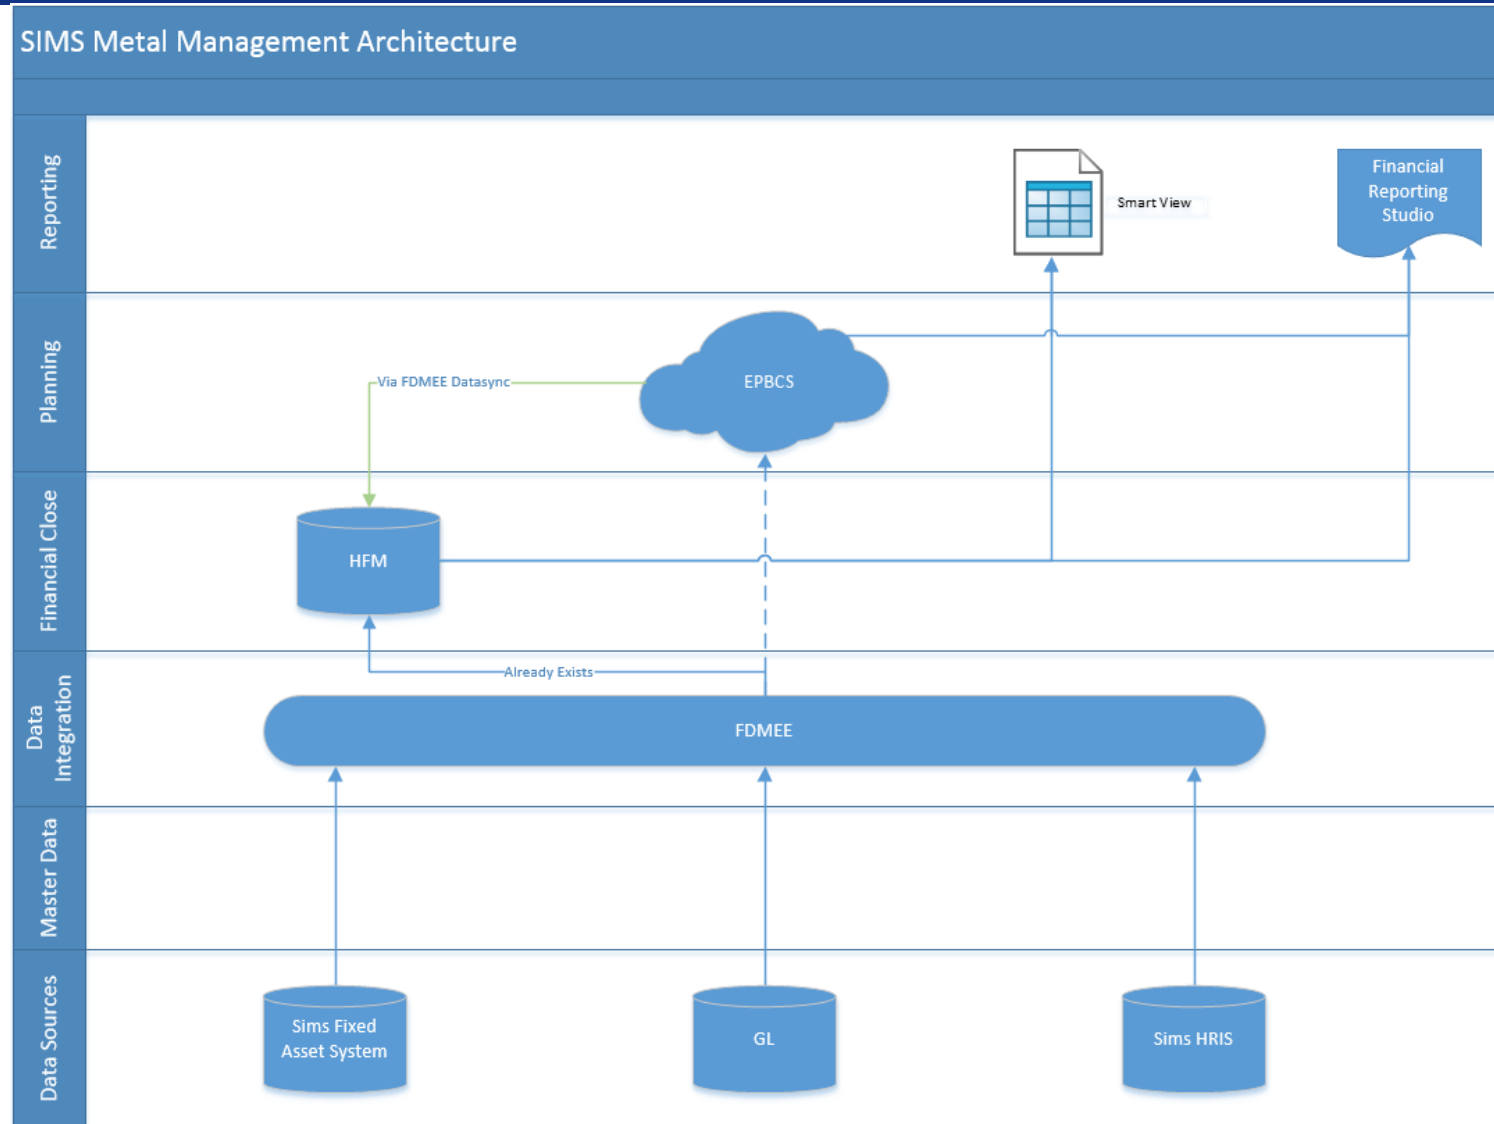 SIMS Metal Management Architecture
Reporting
Smart View
Financial
Reporting
Studio
Planning
Via FDMEE Datasync
EPBCS
Financial Close
HFM
Already Exists
Data
Integration
FDMEE
Master Data
Data Sources
Sims Fixed
Asset System
GL
Sims HRIS